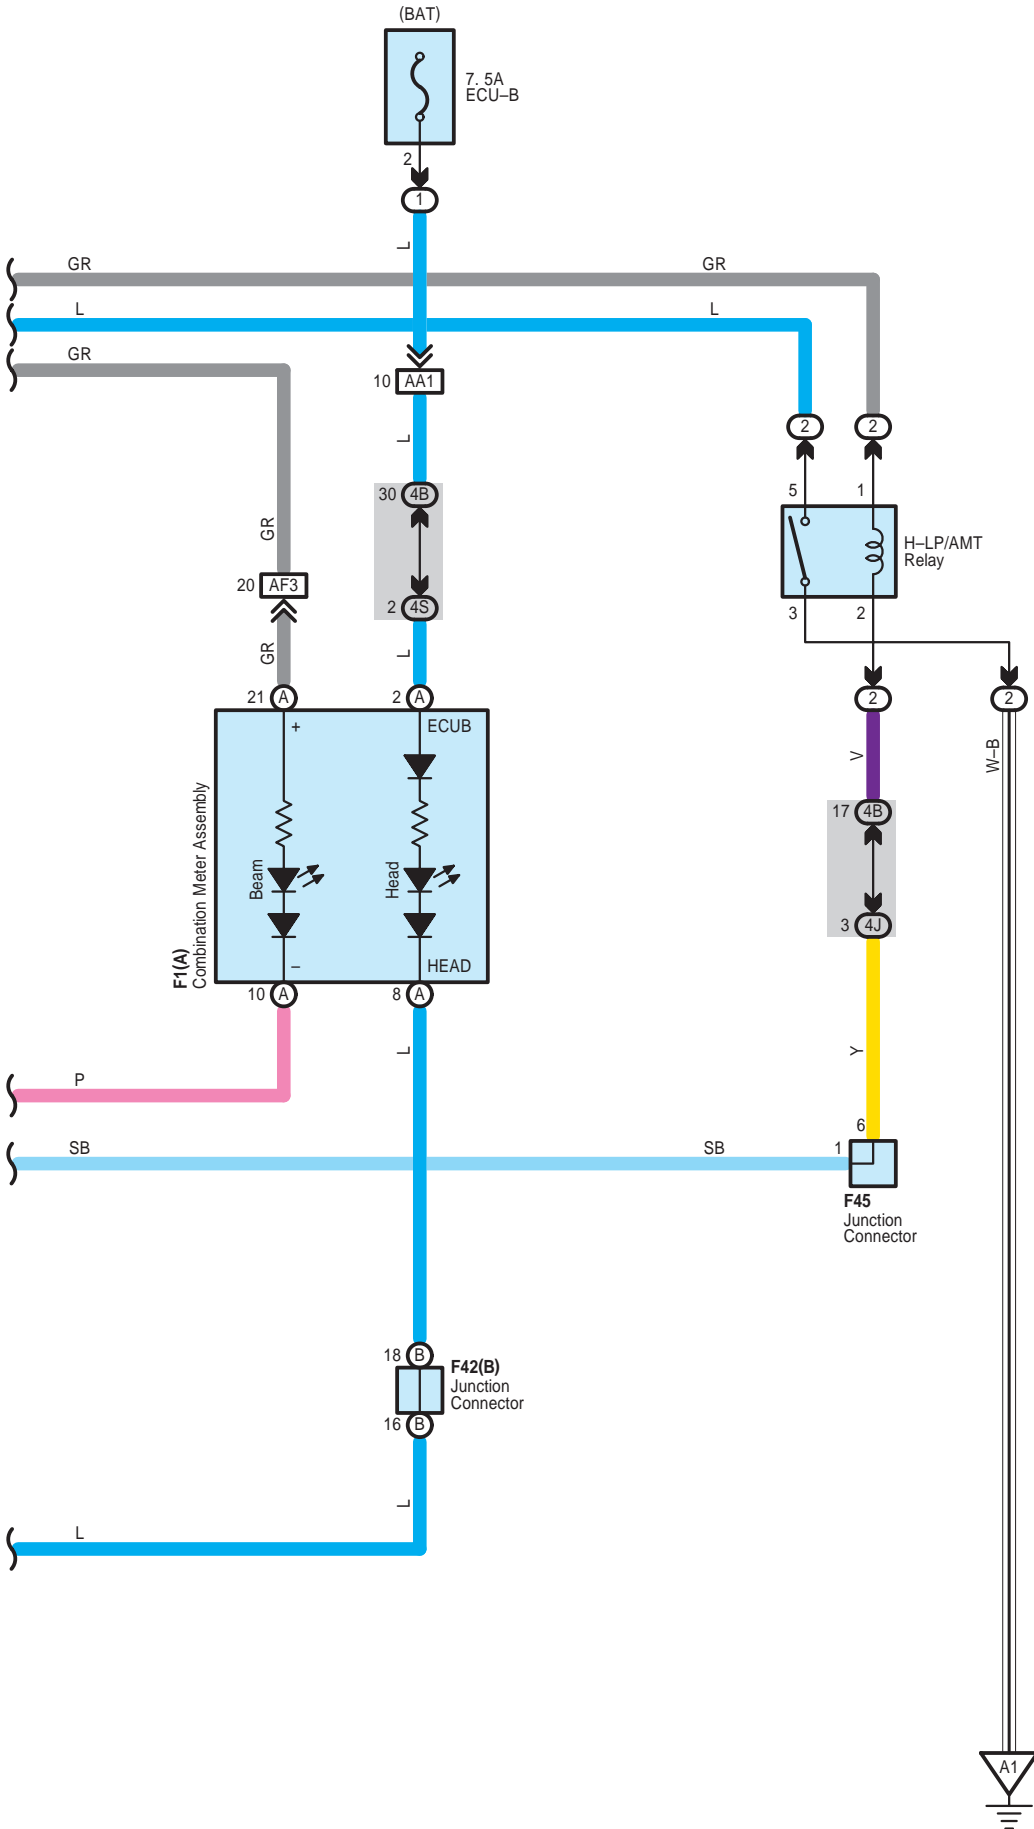 (BAT)
7. 5A
ECU–B
2
1
L
GR
GR
L
L
GR
10 AA1
L
2
2
30 4B
5
1
GR
H–LP/AMT
Relay
20 AF3
2 4S
3
2
GR
L
21 A
2 A
2
2
+
ECUB
V
W–B
F1(A)
Combination Meter Assembly
17 4B
Beam
Head
3 4J
–
HEAD
10 A
8 A
L
Y
P
6
SB
SB
1
F45
Junction
Connector
18 B
F42(B)
Junction
Connector
16 B
L
L
A1